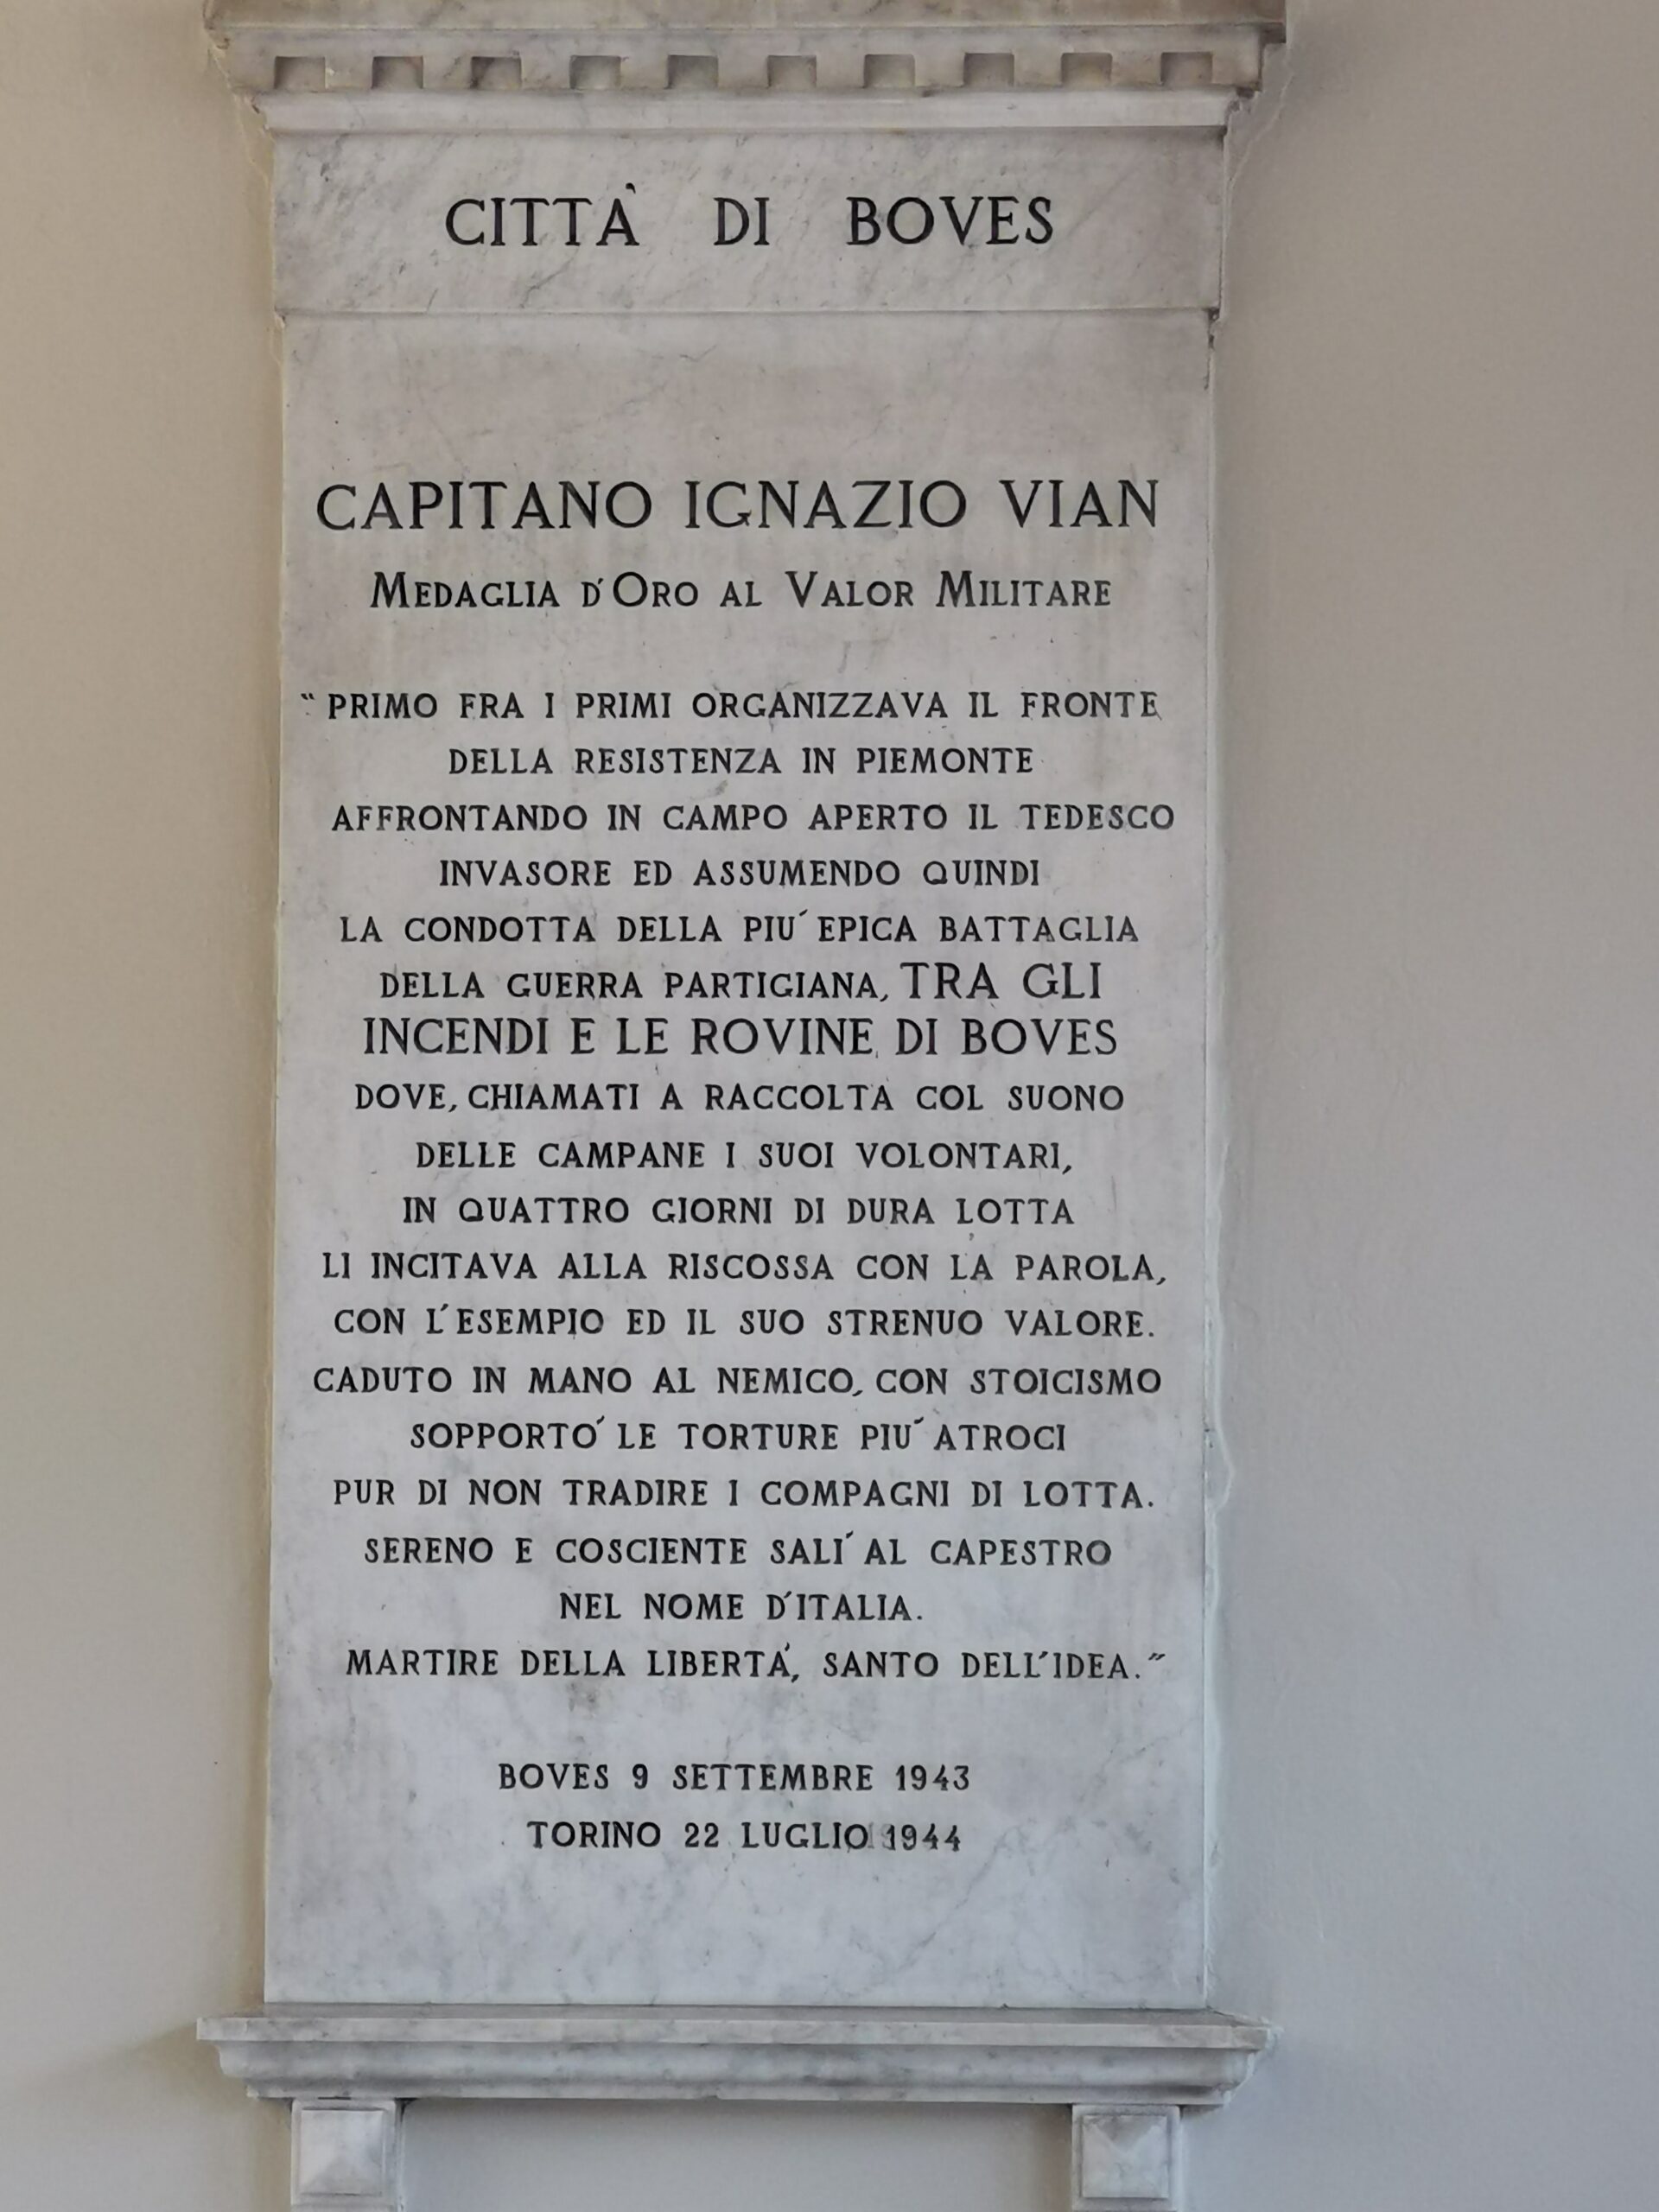 CITTÀ DI BOVES
CAPITANO IGNAZIO VIAN
MEDAGLIA D'ORO AL VALOR MILITARE
“PRIMO FRA I PRIMI ORGANIZZAVA IL FRONTE
DELLA RESISTENZA IN PIEMONTE
AFFRONTANDO IN CAMPO APERTO IL TEDESCO
INVASORE ED ASSUMENDO QUINDI
LA CONDOTTA DELLA PIU´ EPICA BATTAGLIA
DELLA GUERRA PARTIGIANA, TRA GLI
INCENDI E LE ROVINE DI BOVES
DOVE, CHIAMATI A RACCOLTA COL SUONO
DELLE CAMPANE I SUOI VOLONTARI,
IN QUATTRO GIORNI DI DURA LOTTA
LI INCITAVA ALLA RISCOSSA CON LA PAROLA,
CON L'ESEMPIO ED IL SUO STRENUO VALORE.
CADUTO IN MANO AL NEMICO, CON STOICISMO
SOPPORTO´ LE TORTURE PIU´ ATROCI
PUR DI NON TRADIRE I COMPAGNI DI LOTTA.
SERENO E COSCIENTE SALI´ AL CAPESTRO
NEL NOME D'ITALIA.
MARTIRE DELLA LIBERTA´, SANTO DELL'IDEA.”
BOVES 9 SETTEMBRE 1943
TORINO 22 LUGLIO 1944